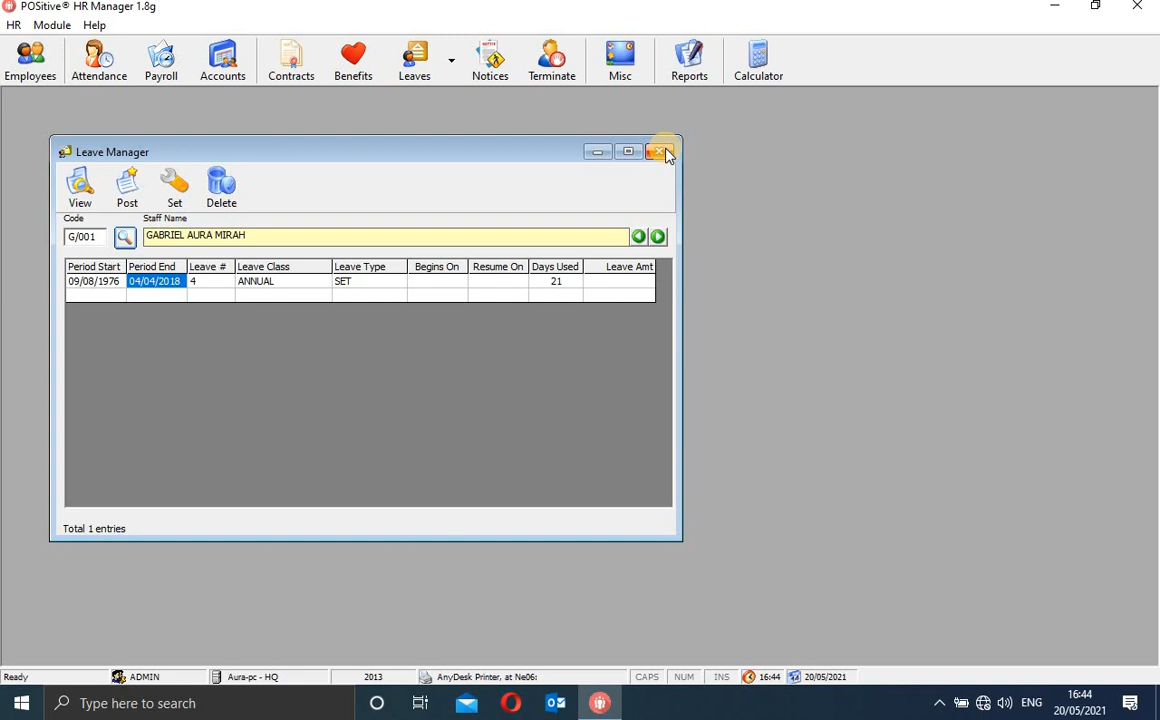 POSitive® HR Manager 1.8g
HR Module Help
Employees Attendance Payroll Accounts Contracts Benefits Leaves Notices Terminate Misc Reports Calculator
Leave Manager
View Post Set Delete
Code Staff Name
G/001 GABRIEL AURA MIRAH
Period Start Period End Leave # Leave Class Leave Type Begins On Resume On Days Used Leave Amt
09/08/1976 04/04/2018 4 ANNUAL SET 21
Total 1 entries
Ready ADMIN Aura-pc - HQ 2013 AnyDesk Printer, at Ne06: CAPS NUM INS 16:44 20/05/2021
Type here to search ENG 16:44
20/05/2021